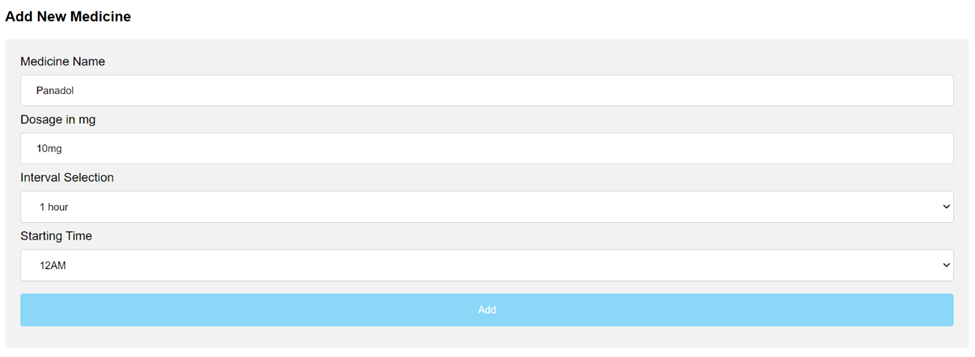 Add New Medicine
Medicine Name
Panadol
Dosage in mg
10mg
Interval Selection
1 hour
Starting Time
12AM
Add